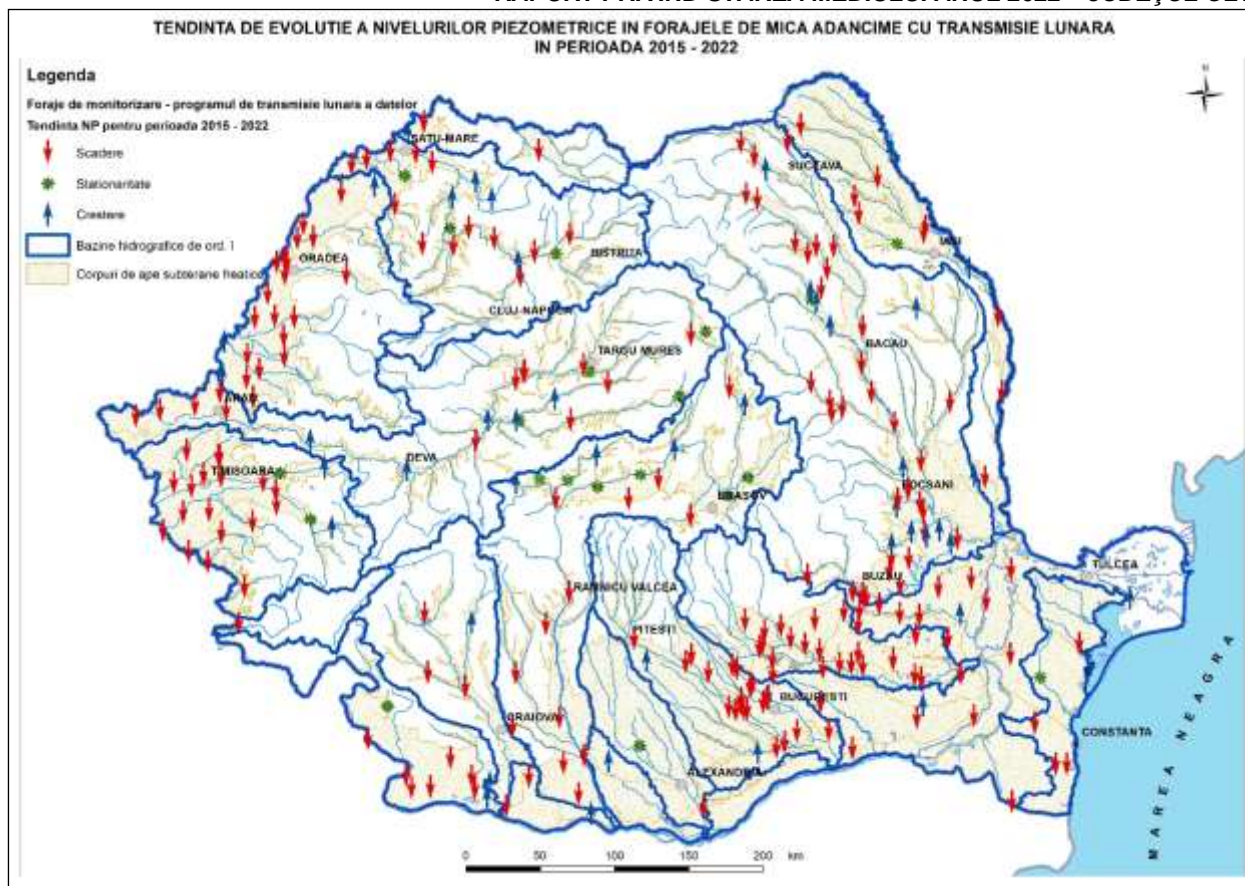 TENDINTA DE EVOLUTIE A NIVELURILOR PIEZOMETRICE IN FORAJELE DE MICA ADANCIME CU TRANSMISIE LUNARA
IN PERIOADA 2015 - 2022
N
Legenda
Foraje de monitorizare - programul de transmisie lunara a datelor
Tendinta NP pentru perioada 2015 - 2022
Scadere
Stationaritate
Crestere
Bazine hidrografice de ord. I
Corpuri de ape subterane freatice
SATU-MARE
SUCEAVA
IASI
ORADEA
BISTRITA
CLUJ-NAPOCA
TARGU MURES
BACAU
ARAD
DEVA
TIMISOARA
FOCSANI
BRASOV
TULCEA
BUZAU
RAMNICU VALCEA
PITESTI
BUCURESTI
CRAIOVA
CONSTANTA
ALEXANDRIA
MAREA NEAGRA
0 50 100 150 200 km